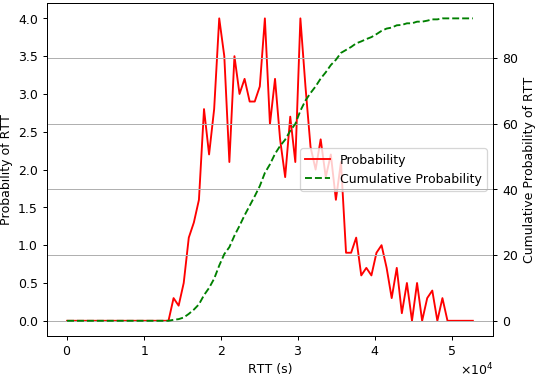 4.0
3.5
3.0
2.5
2.0
1.5
1.0
0.5
0.0
Probability of RTT
80
60
40
20
0
Cumulative Probability of RTT
Probability
Cumulative Probability
0 1 2 3 4 5
×10⁴
RTT (s)